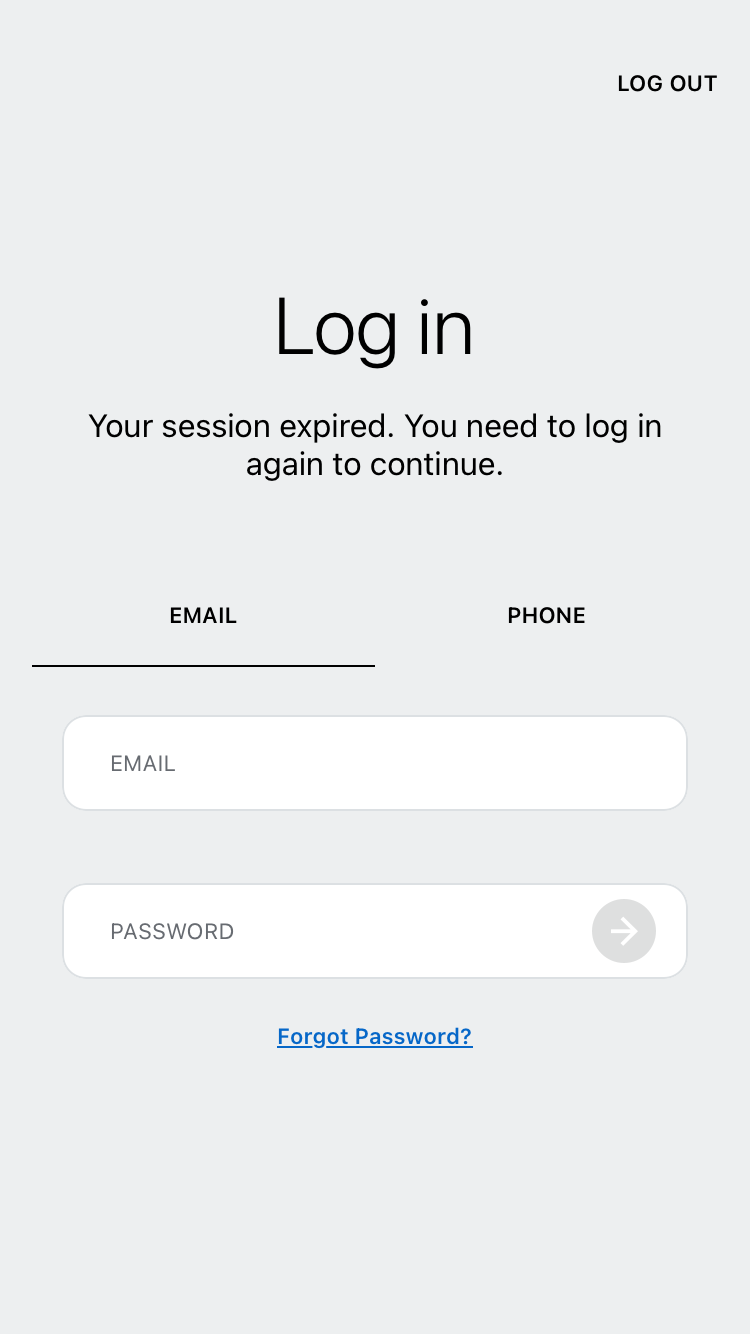 LOG OUT
Log in
Your session expired. You need to log in
again to continue.
EMAIL
PHONE
EMAIL
PASSWORD
Forgot Password?